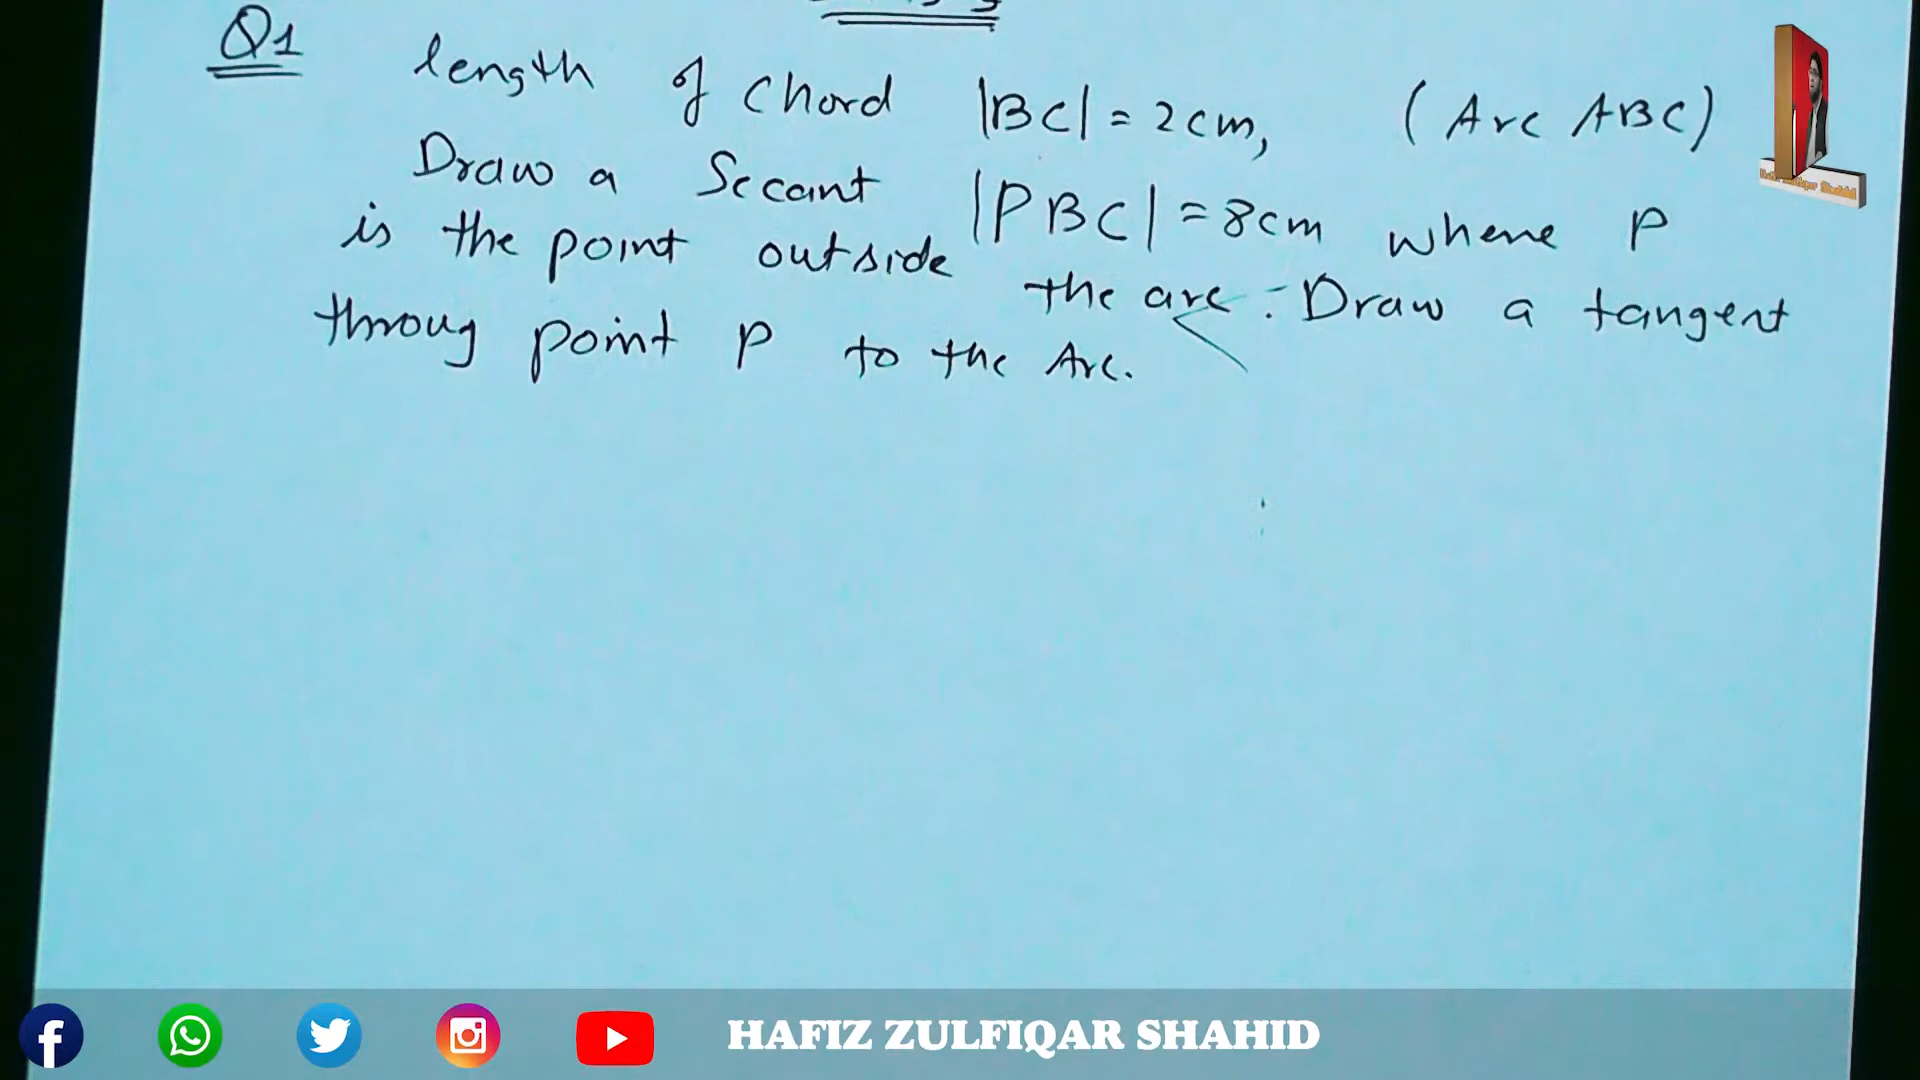 Q1 length of Chord |BC| = 2cm, (Arc ABC)
Draw a Secant |PBC| = 8cm where P
is the point outside the arc. Draw a tangent
throug point P to the Arc.
HAFIZ ZULFIQAR SHAHID